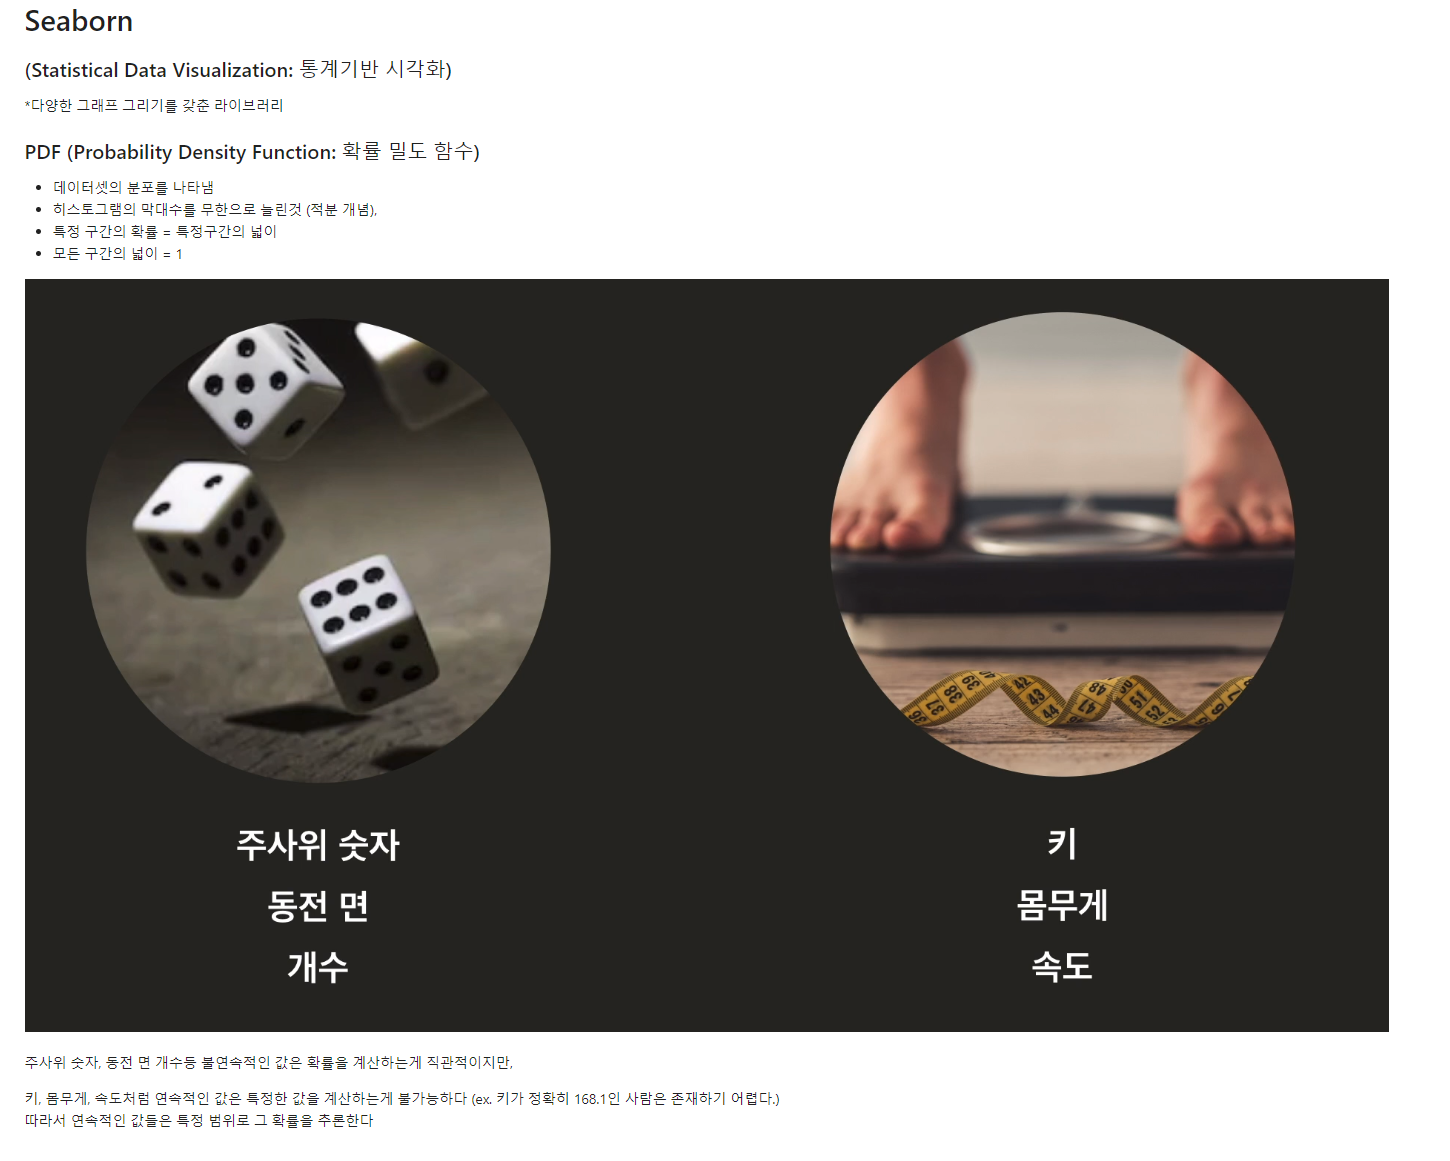 Seaborn
(Statistical Data Visualization: 통계기반 시각화)
*다양한 그래프 그리기를 갖춘 라이브러리
PDF (Probability Density Function: 확률 밀도 함수)
• 데이터셋의 분포를 나타냄
• 히스토그램의 막대수를 무한으로 늘린것 (적분 개념),
• 특정 구간의 확률 = 특정구간의 넓이
• 모든 구간의 넓이 = 1
37 38 39 42 43 44 47 48 51 52
주사위 숫자
동전 면
개수
키
몸무게
속도
주사위 숫자, 동전 면 개수등 불연속적인 값은 확률을 계산하는게 직관적이지만,
키, 몸무게, 속도처럼 연속적인 값은 특정한 값을 계산하는게 불가능하다 (ex. 키가 정확히 168.1인 사람은 존재하기 어렵다.)
따라서 연속적인 값들은 특정 범위로 그 확률을 추론한다